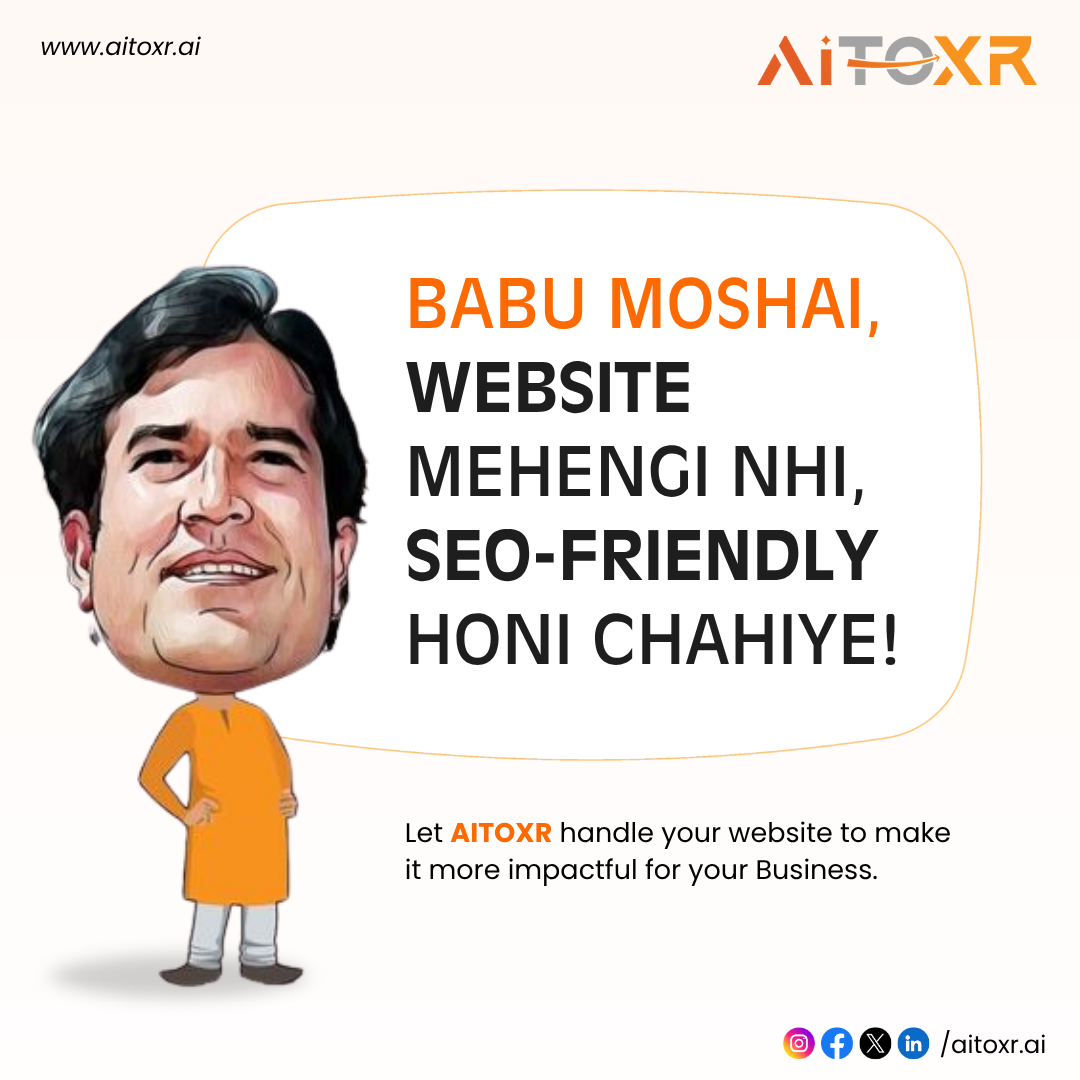 www.aitoxr.ai
AiTOXR
BABU MOSHAI,
WEBSITE
MEHENGI NHI,
SEO-FRIENDLY
HONI CHAHIYE!
Let AITOXR handle your website to make
it more impactful for your Business.
/aitoxr.ai